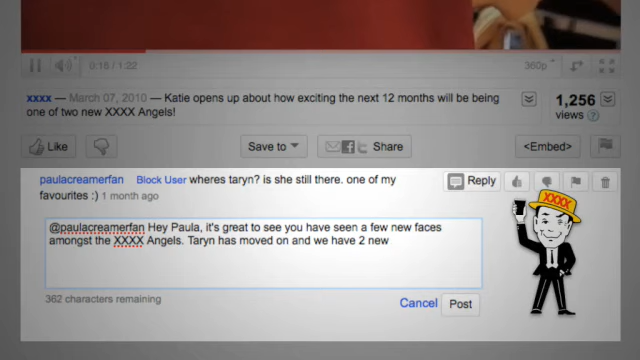 0:16 / 1:22
360p
xxxx — March 07, 2010 — Katie opens up about how exciting the next 12 months will be being
one of two new XXXX Angels!
1,256
views ?
Like
Save to
Share
<Embed>
paulacreamerfan Block User wheres taryn? is she still there. one of my
favourites :) 1 month ago
Reply
@paulacreamerfan Hey Paula, it's great to see you have seen a few new faces
amongst the XXXX Angels. Taryn has moved on and we have 2 new
XXXX
362 characters remaining
Cancel
Post